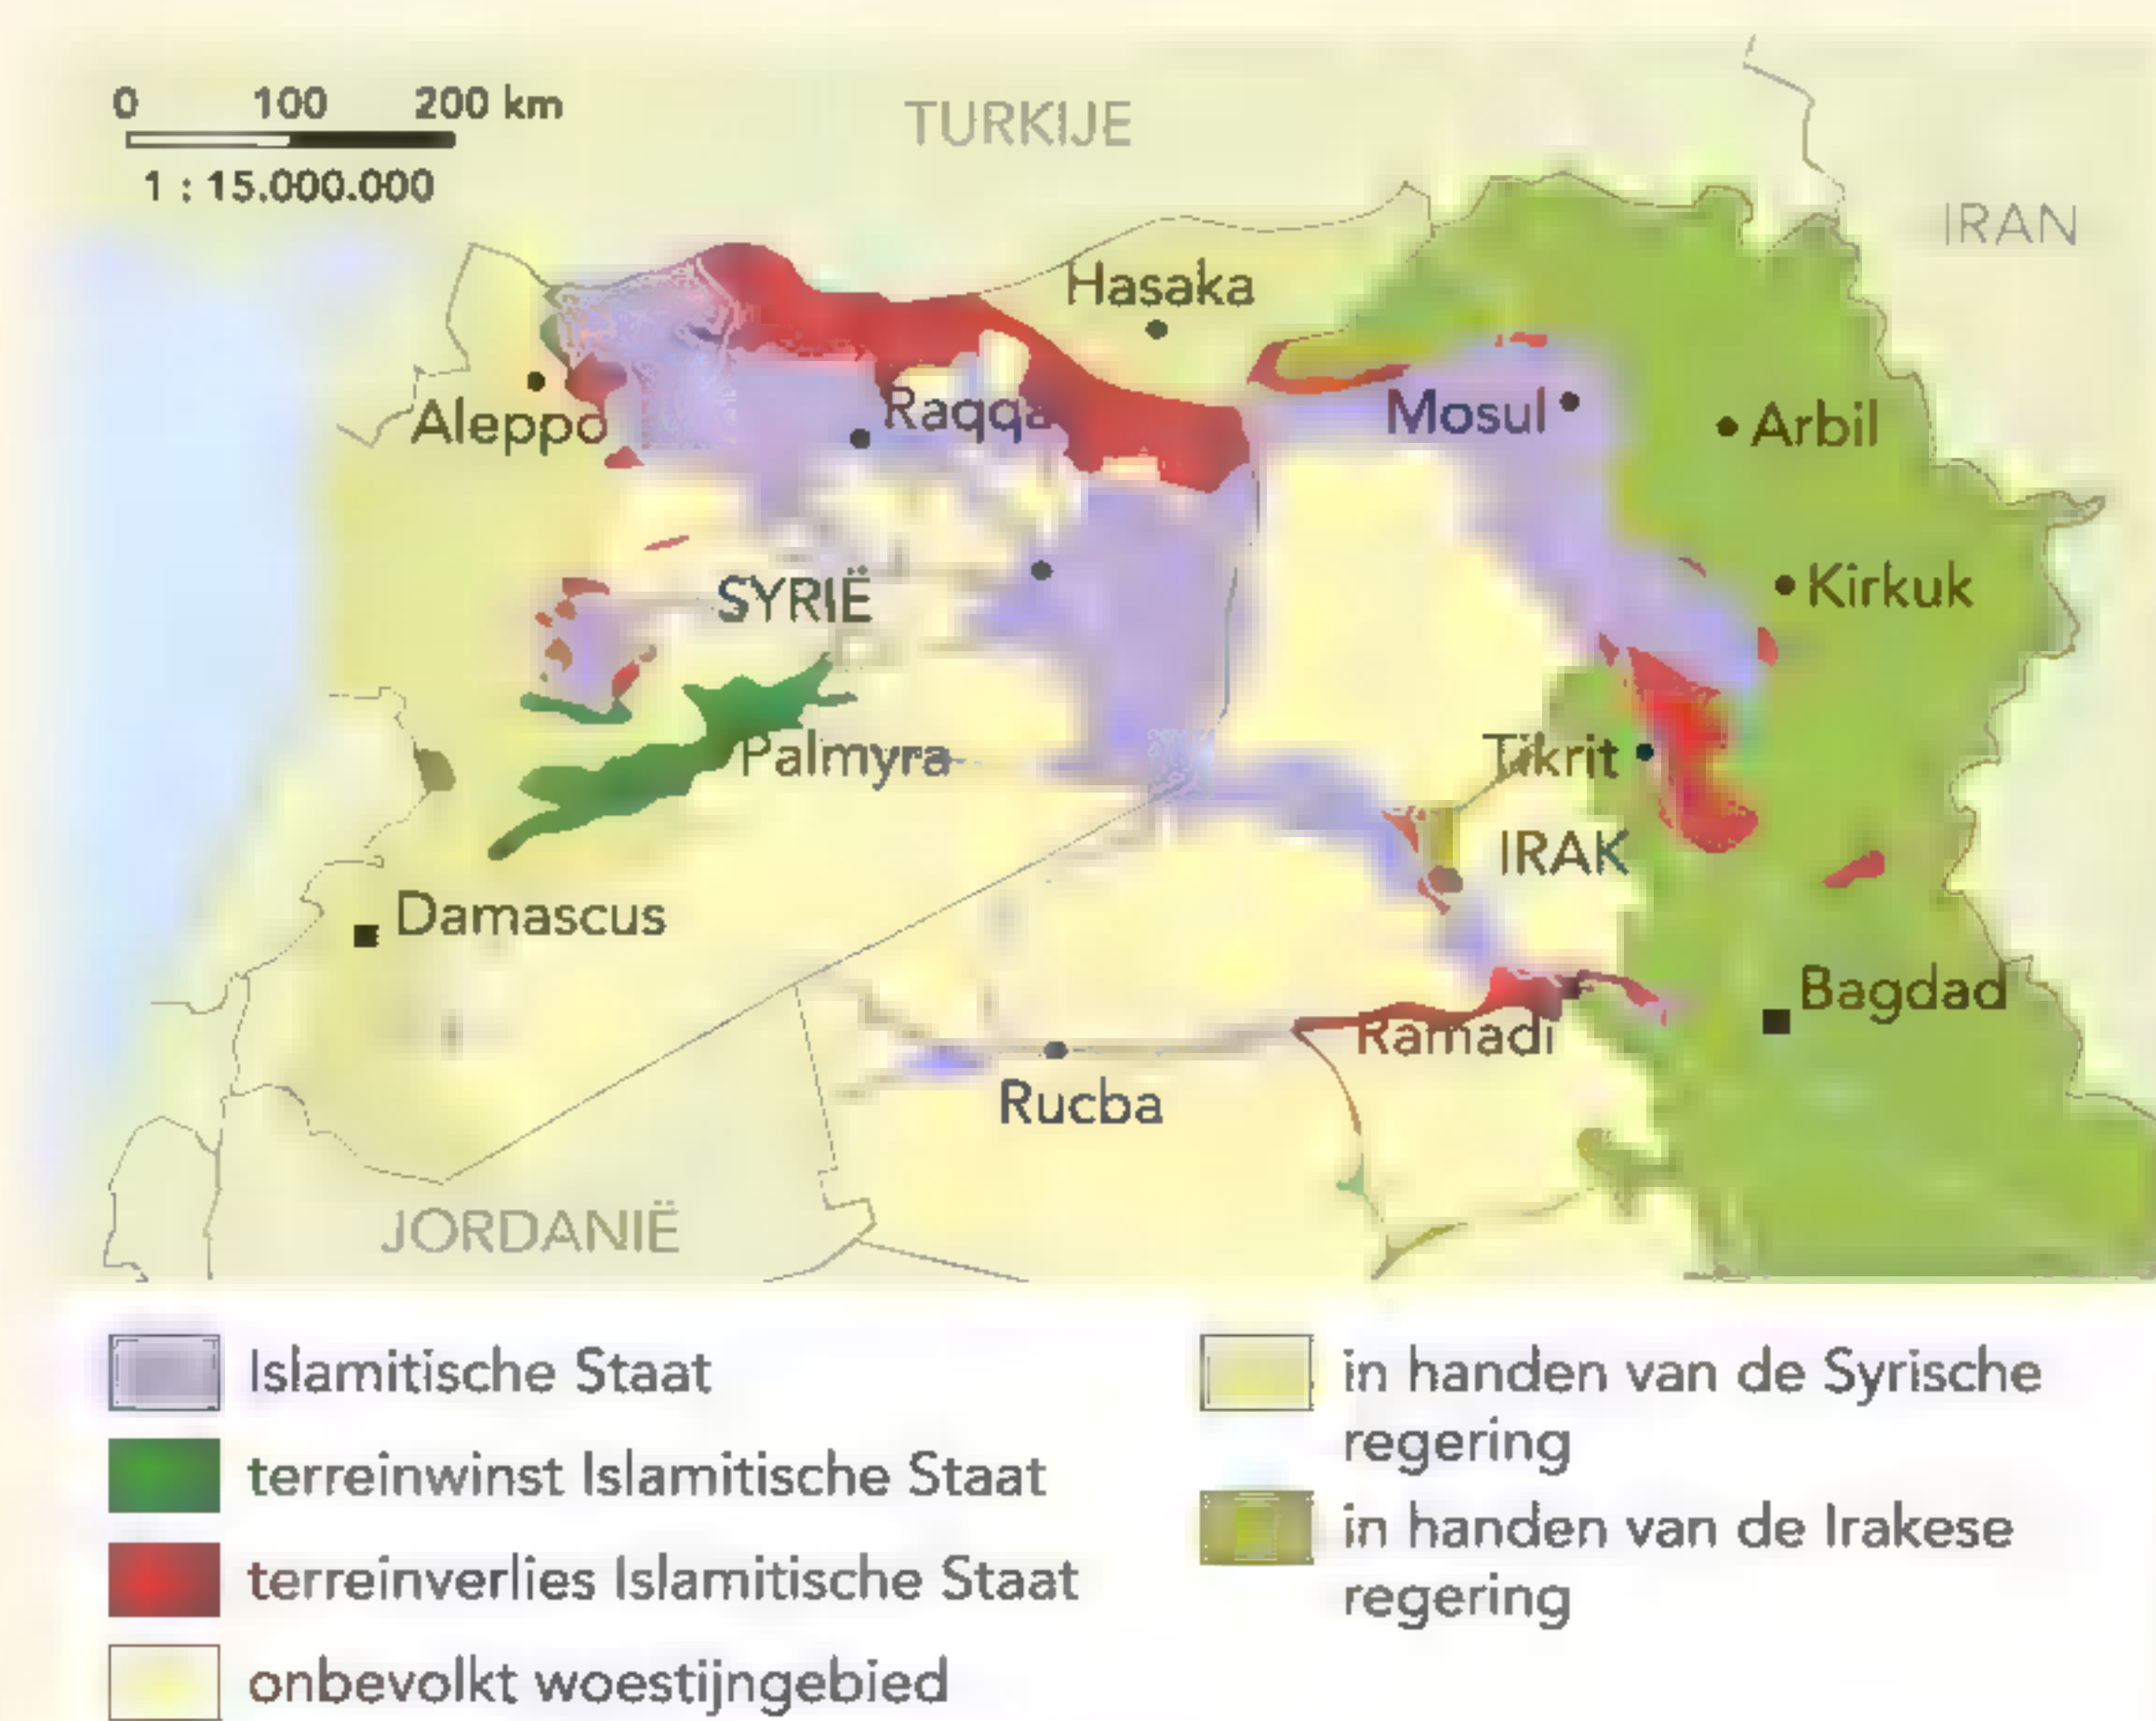 0 100 200 km
1 : 15.000.000
TURKIJE
IRAN
Hasaka
Aleppo
Raqqa
Mosul
Arbil
SYRIË
Kirkuk
Palmyra
Tikrit
IRAK
Damascus
Bagdad
Ramadi
Rucba
JORDANIË
Islamitische Staat
terreinwinst Islamitische Staat
terreinverlies Islamitische Staat
onbevolkt woestijngebied
in handen van de Syrische
regering
in handen van de Irakese
regering